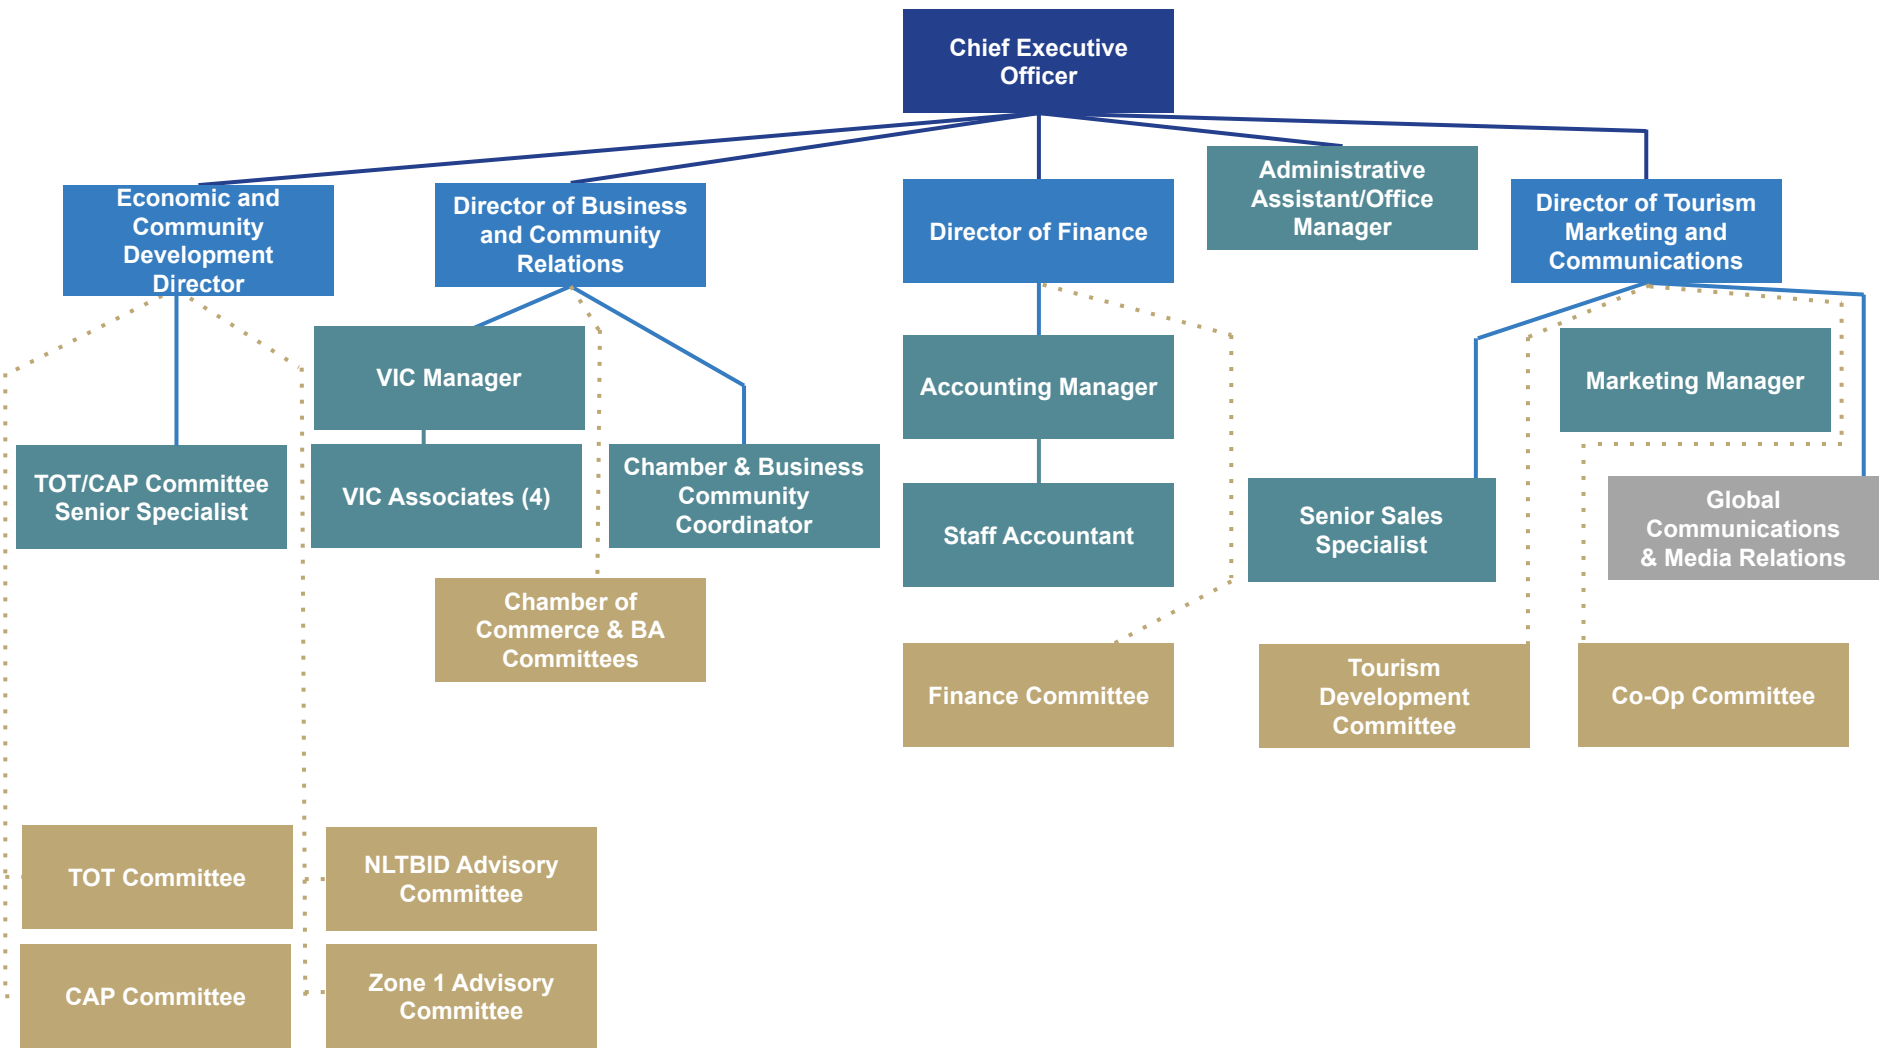 Chief Executive
Officer
Economic and
Community
Development
Director
Director of Business
and Community
Relations
Director of Finance
Administrative
Assistant/Office
Manager
Director of Tourism
Marketing and
Communications
VIC Manager
Accounting Manager
Marketing Manager
TOT/CAP Committee
Senior Specialist
VIC Associates (4)
Chamber & Business
Community
Coordinator
Staff Accountant
Senior Sales
Specialist
Global
Communications
& Media Relations
Chamber of
Commerce & BA
Committees
Finance Committee
Tourism
Development
Committee
Co-Op Committee
TOT Committee
NLTBID Advisory
Committee
CAP Committee
Zone 1 Advisory
Committee